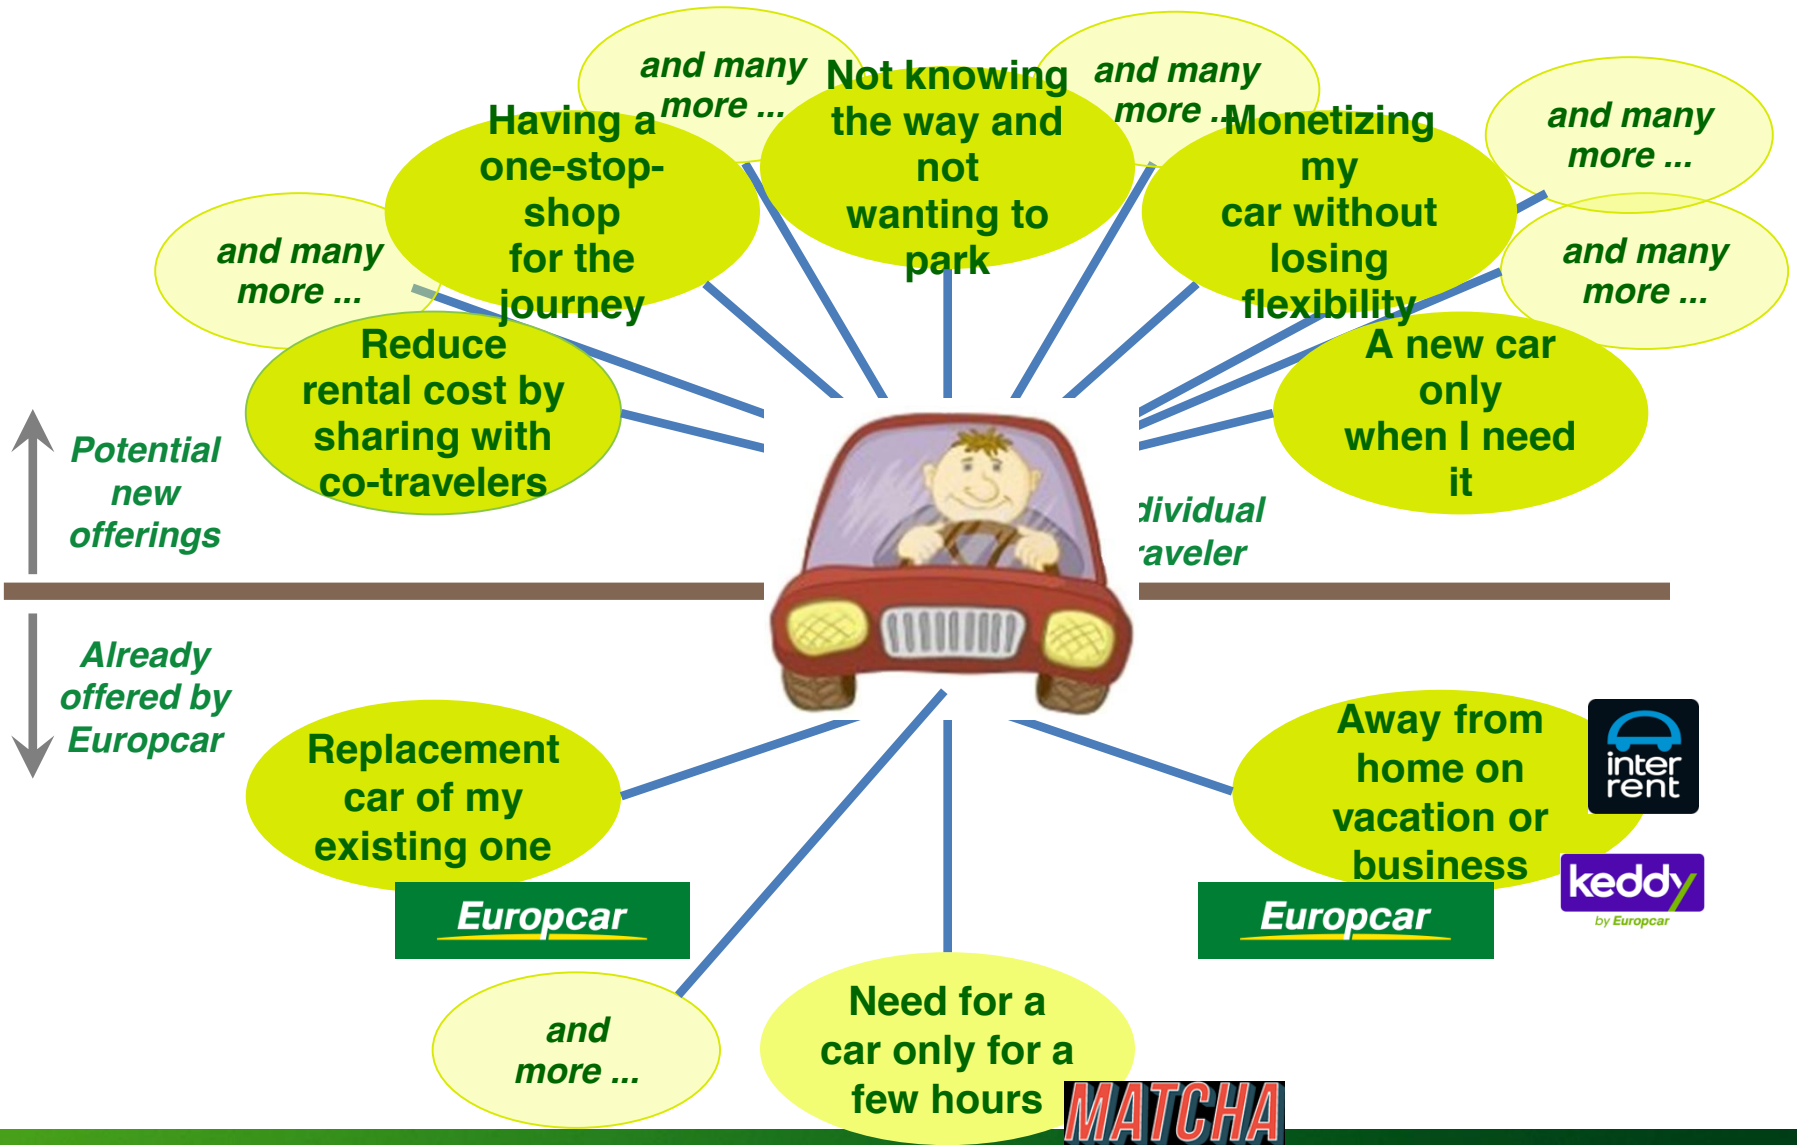 and many
more ...
Not knowing
the way and
not
wanting to
park
and many
more ...
Having a
one-stop-
shop
for the
journey
Monetizing
my
car without
losing
flexibility
and many
more ...
and many
more ...
and many
more ...
Reduce
rental cost by
sharing with
co-travelers
A new car
only
when I need
it
Potential
new
offerings
dividual
raveler
Already
offered by
Europcar
Replacement
car of my
existing one
Europcar
Away from
home on
vacation or
business
inter
rent
Europcar
keddy
by Europcar
and
more ...
Need for a
car only for a
few hours
MATCHA